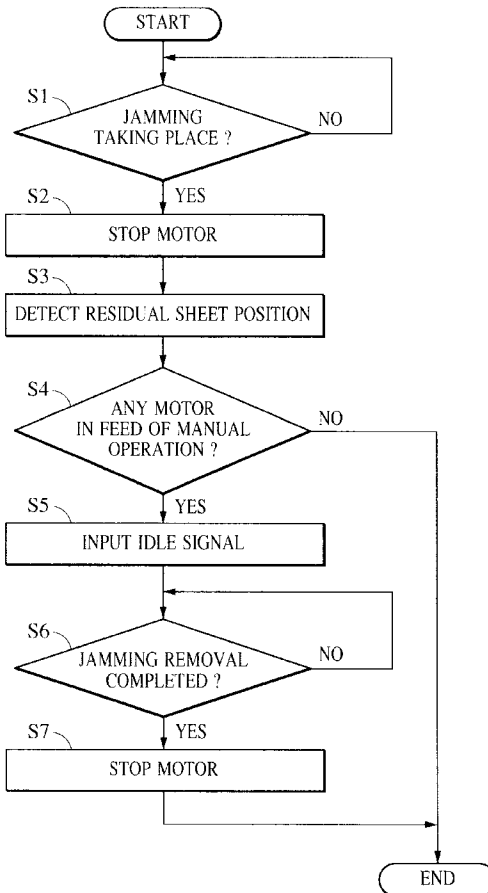 START
S1
JAMMING
TAKING PLACE ?
NO
YES
S2
STOP MOTOR
S3
DETECT RESIDUAL SHEET POSITION
S4
ANY MOTOR
IN FEED OF MANUAL
OPERATION ?
NO
YES
S5
INPUT IDLE SIGNAL
S6
JAMMING REMOVAL
COMPLETED ?
NO
YES
S7
STOP MOTOR
END